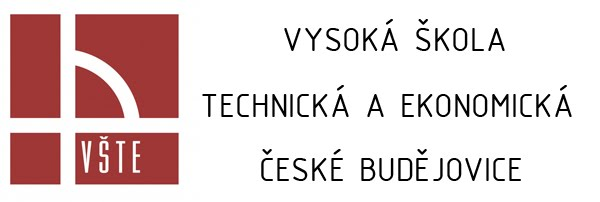 VYSOKÁ ŠKOLA
TECHNICKÁ A EKONOMICKÁ
ČESKÉ BUDĚJOVICE
VŠTE